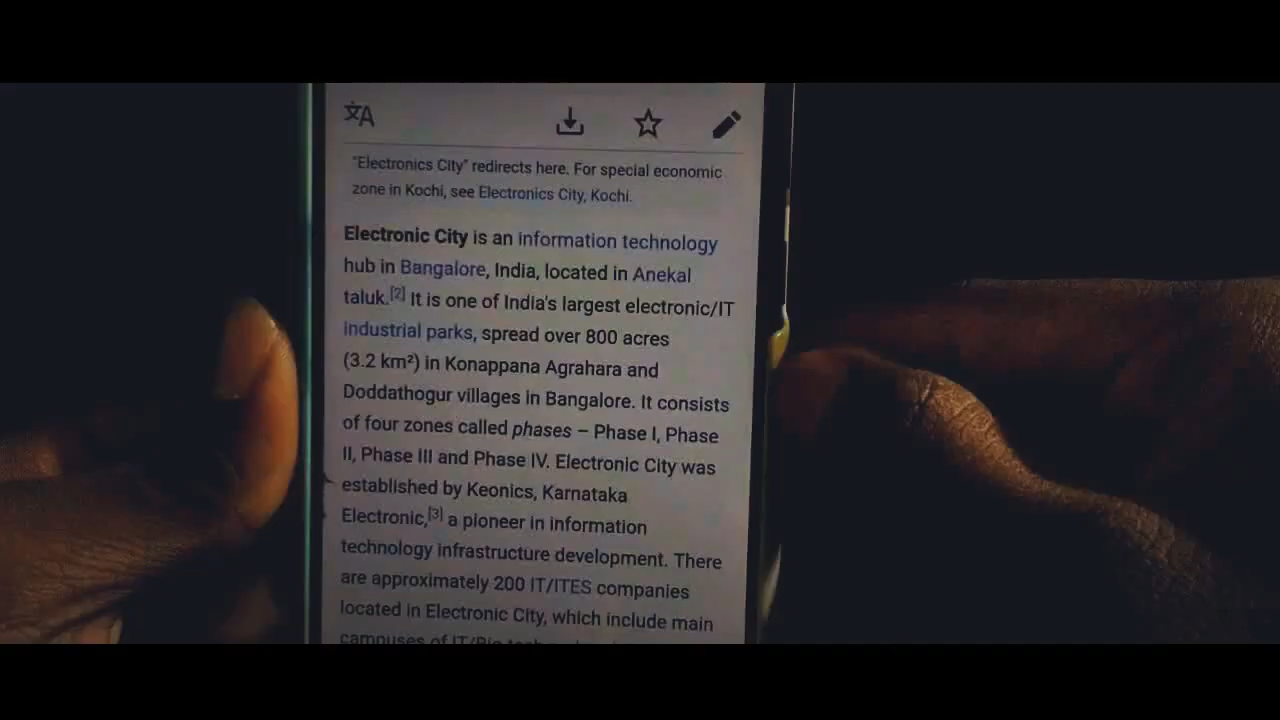 "Electronics City" redirects here. For special economic
zone in Kochi, see Electronics City, Kochi.
Electronic City is an information technology
hub in Bangalore, India, located in Anekal
taluk.[2] It is one of India's largest electronic/IT
industrial parks, spread over 800 acres
(3.2 km²) in Konappana Agrahara and
Doddathogur villages in Bangalore. It consists
of four zones called phases – Phase I, Phase
II, Phase III and Phase IV. Electronic City was
established by Keonics, Karnataka
Electronic,[3] a pioneer in information
technology infrastructure development. There
are approximately 200 IT/ITES companies
located in Electronic City, which include main
campuses of IT/Bio